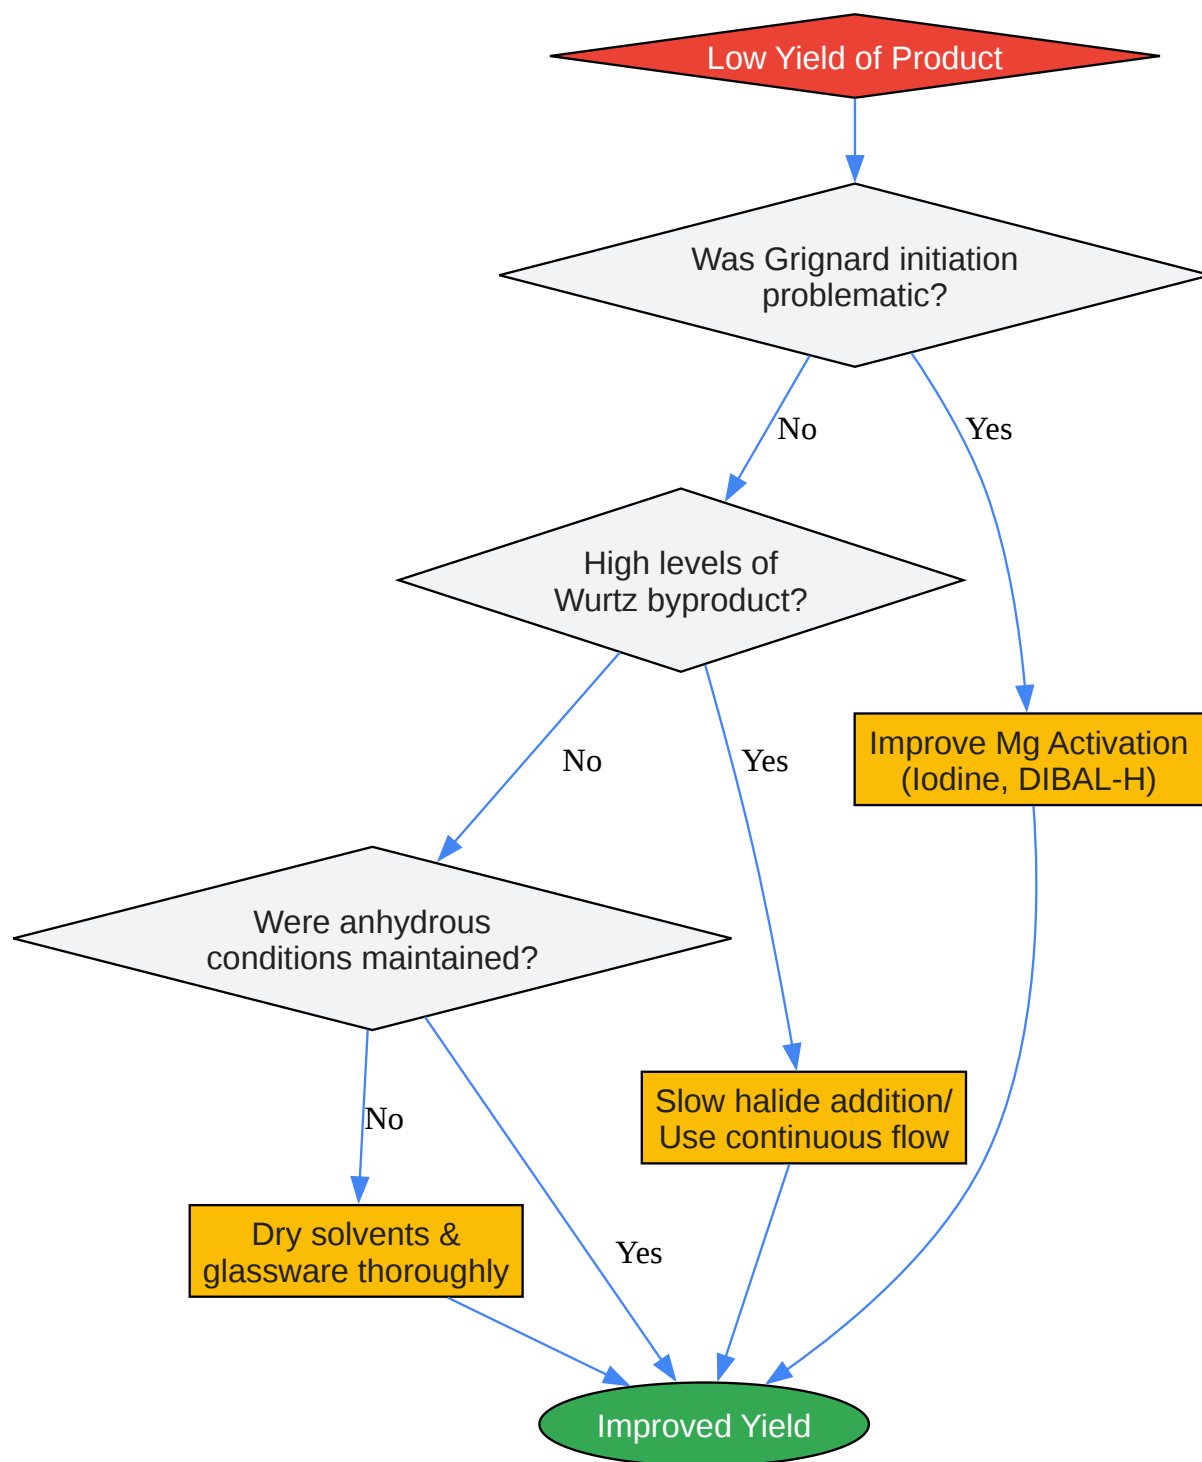 Low Yield of Product
Was Grignard initiation
problematic?
No
Yes
High levels of
Wurtz byproduct?
No
Yes
Improve Mg Activation
(Iodine, DIBAL-H)
Were anhydrous
conditions maintained?
No
Yes
Slow halide addition/
Use continuous flow
Dry solvents &
glassware thoroughly
Improved Yield